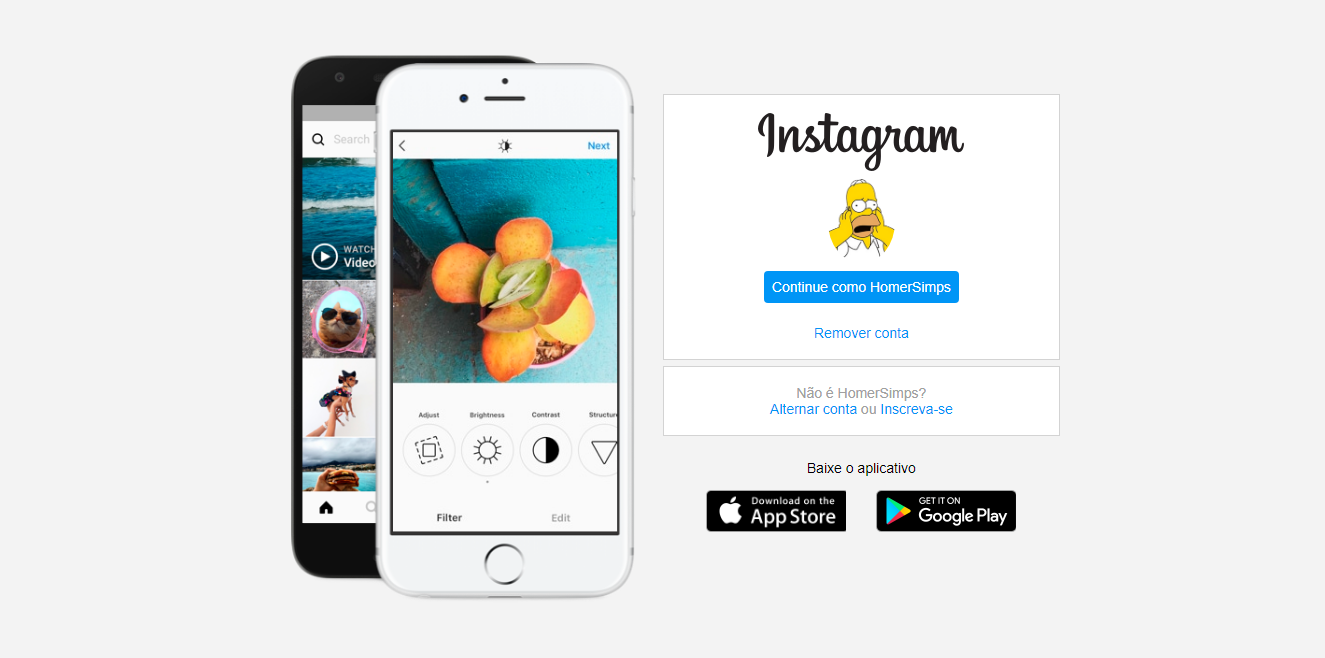 Search
WATCH
Video
Next
Adjust
Brightness
Contrast
Structur
Filter
Edit
Instagram
Continue como HomerSimps
Remover conta
Não é HomerSimps?
Alternar conta ou Inscreva-se
Baixe o aplicativo
Download on the
App Store
GET IT ON
Google Play